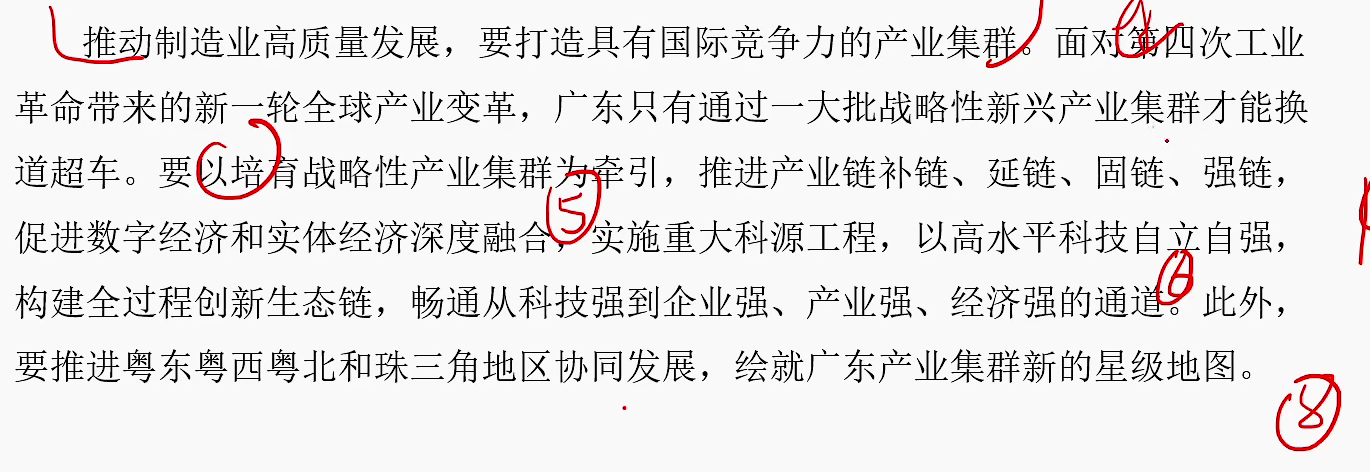 推动制造业高质量发展，要打造具有国际竞争力的产业集群。面对第四次工业
革命带来的新一轮全球产业变革，广东只有通过一大批战略性新兴产业集群才能换
道超车。要以培育战略性产业集群为牵引，推进产业链补链、延链、固链、强链，
促进数字经济和实体经济深度融合，实施重大科源工程，以高水平科技自立自强，
构建全过程创新生态链，畅通从科技强到企业强、产业强、经济强的通道。此外，
要推进粤东粤西粤北和珠三角地区协同发展，绘就广东产业集群新的星级地图。
5
6
8